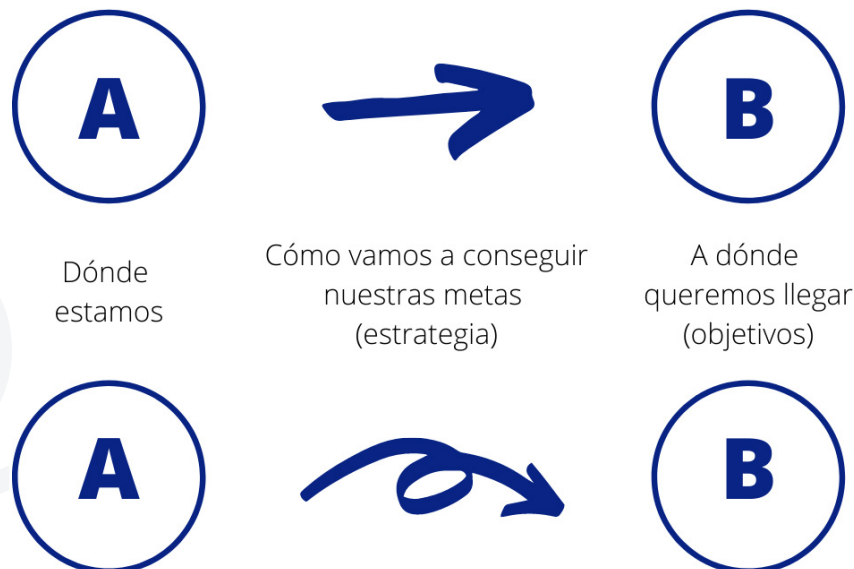 A
B
Dónde
estamos
Cómo vamos a conseguir
nuestras metas
(estrategia)
A dónde
queremos llegar
(objetivos)
A
B